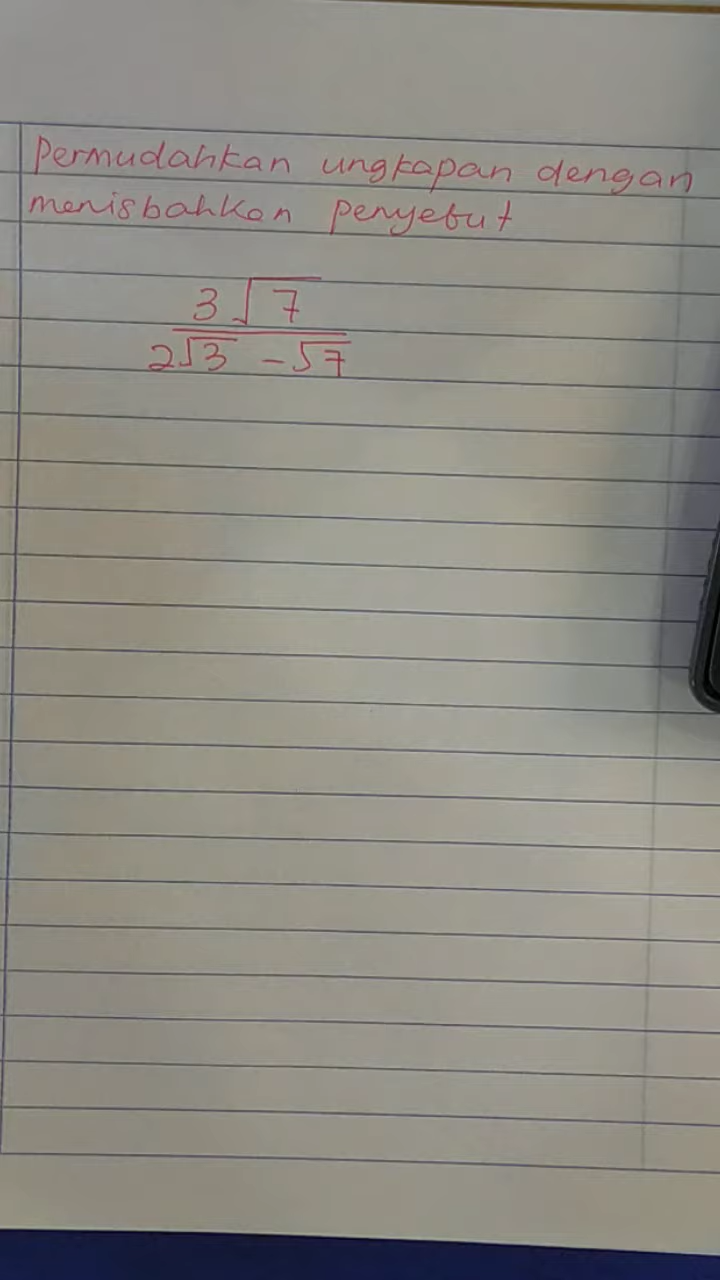 Permudahkan ungkapan dengan
menisbahkan penyebut
3√7
2√3 - √7